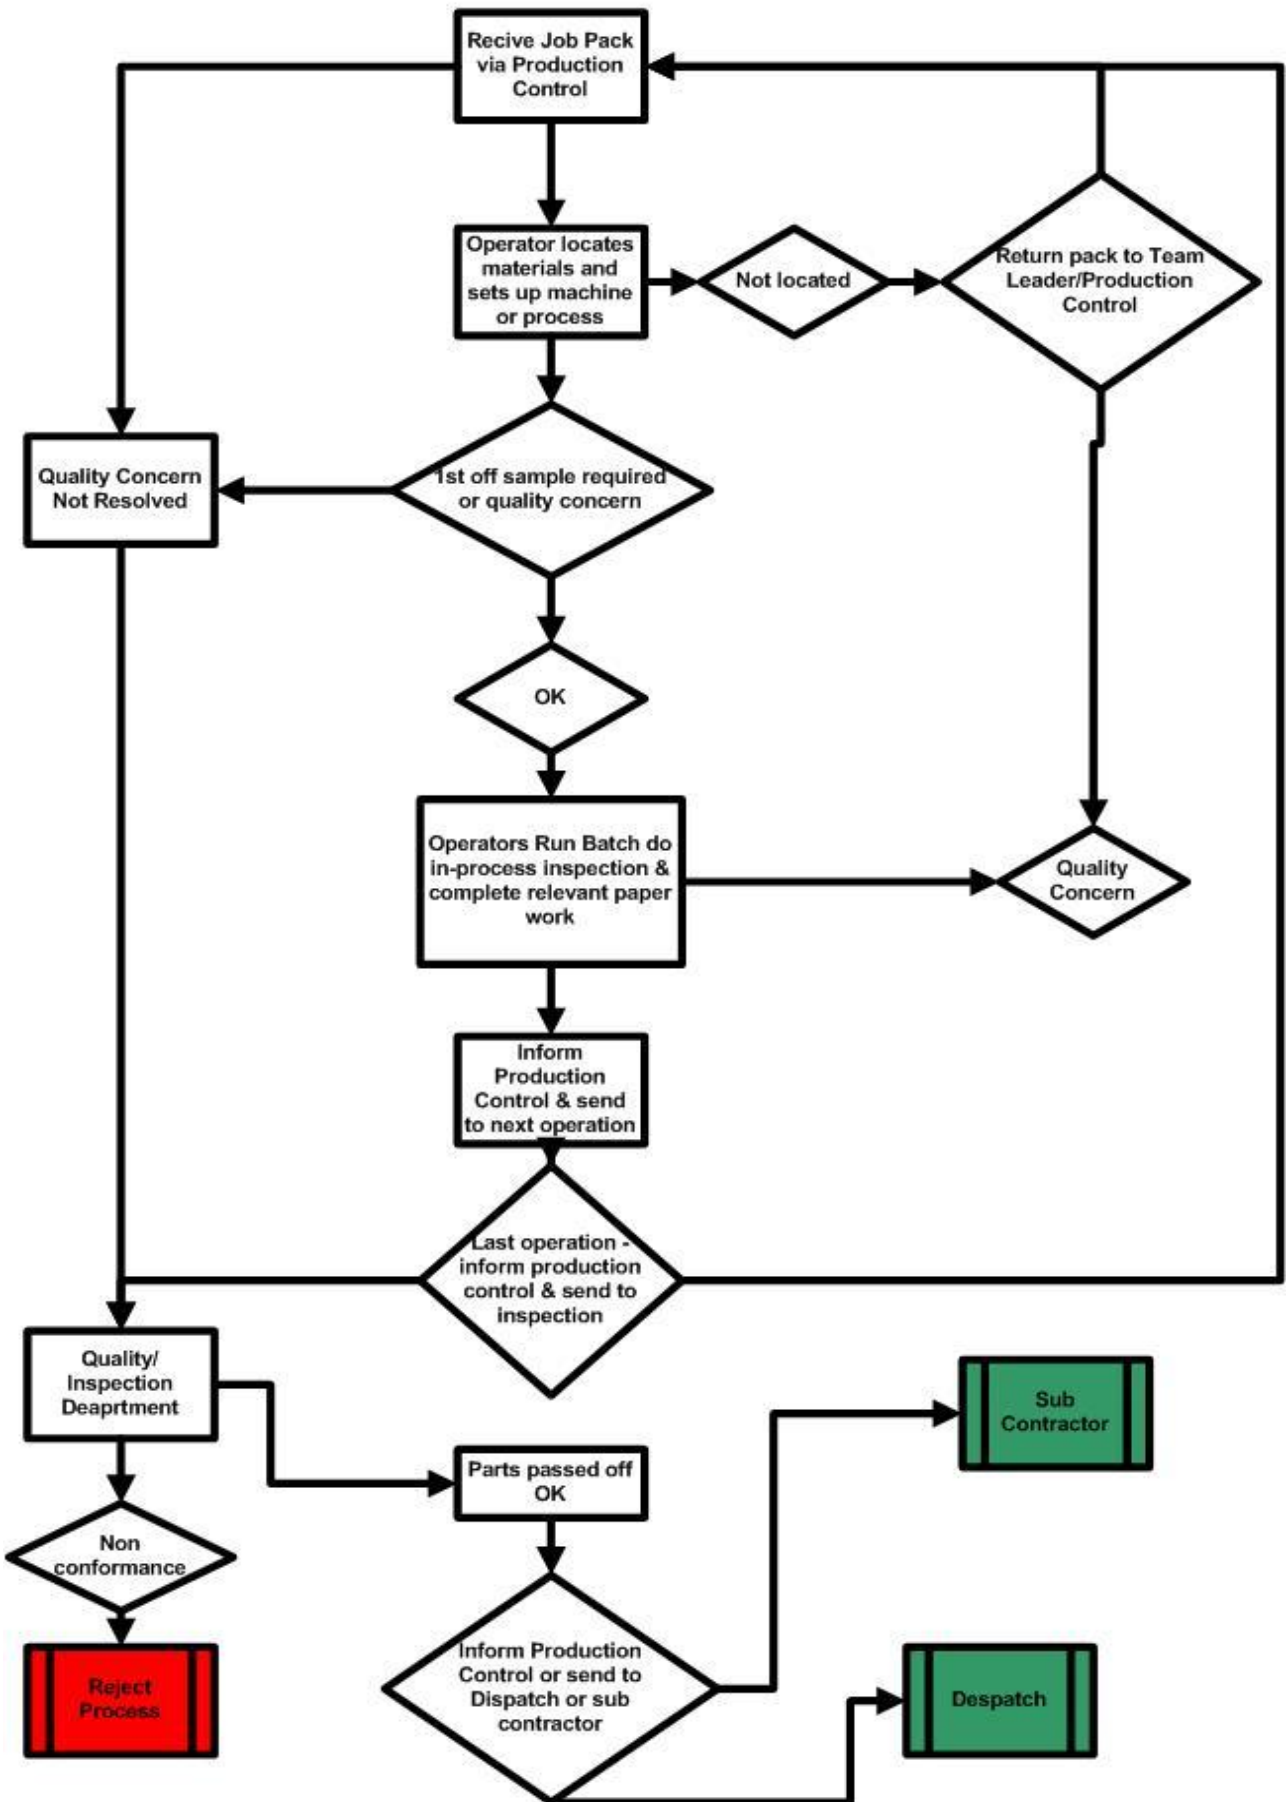 Recive Job Pack
via Production
Control
Operator locates
materials and
sets up machine
or process
Not located
Return pack to Team
Leader/Production
Control
Quality Concern
Not Resolved
1st off sample required
or quality concern
OK
Operators Run Batch do
in-process inspection &
complete relevant paper
work
Quality
Concern
Inform
Production
Control & send
to next operation
Last operation -
inform production
control & send to
inspection
Quality/
Inspection
Deaprtment
Sub
Contractor
Parts passed off
OK
Non
conformance
Inform Production
Control or send to
Dispatch or sub
contractor
Reject
Process
Despatch